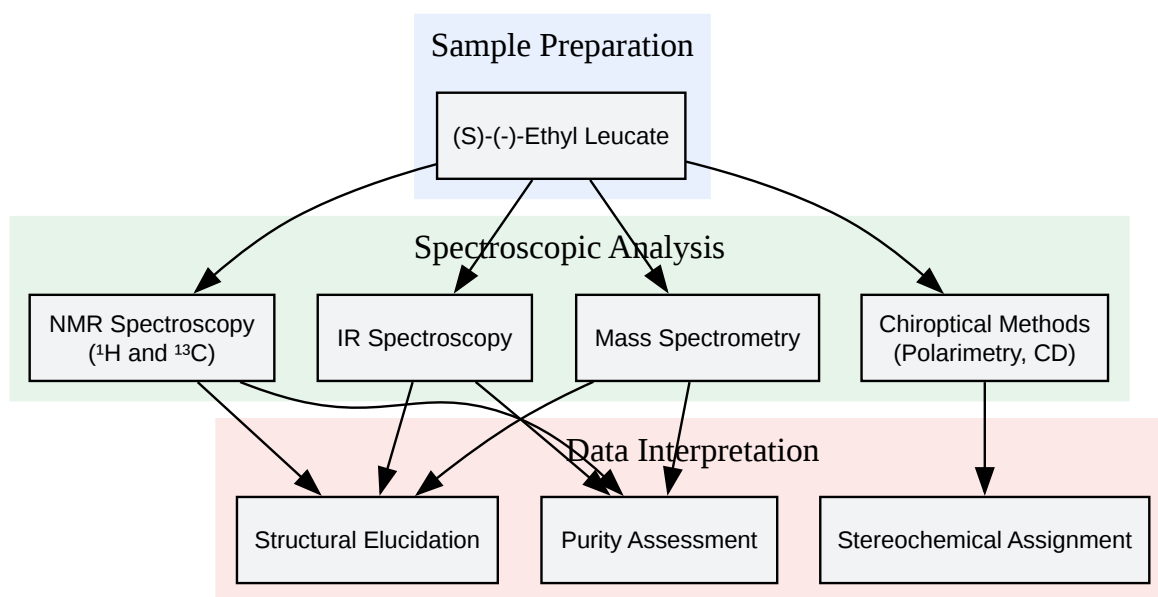 Sample Preparation
(S)-(-)-Ethyl Leucate
Spectroscopic Analysis
NMR Spectroscopy
(¹H and ¹³C)
IR Spectroscopy
Mass Spectrometry
Chiroptical Methods
(Polarimetry, CD)
Data Interpretation
Structural Elucidation
Purity Assessment
Stereochemical Assignment